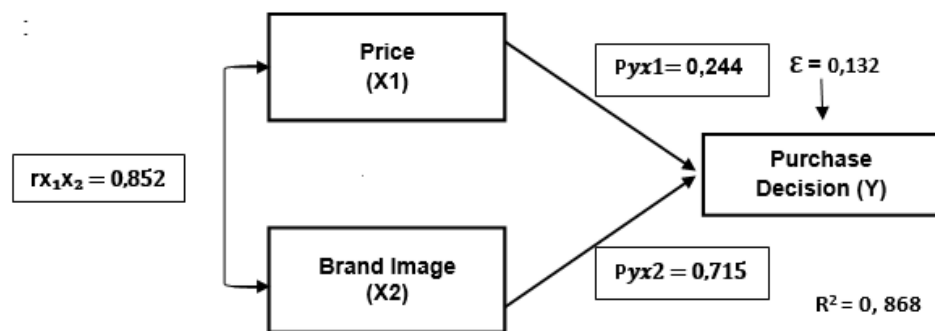 :
Price
(X1)
Pyx1= 0,244
Ɛ = 0,132
rx₁x₂ = 0,852
Purchase
Decision (Y)
Brand Image
(X2)
Pyx2 = 0,715
R² = 0, 868